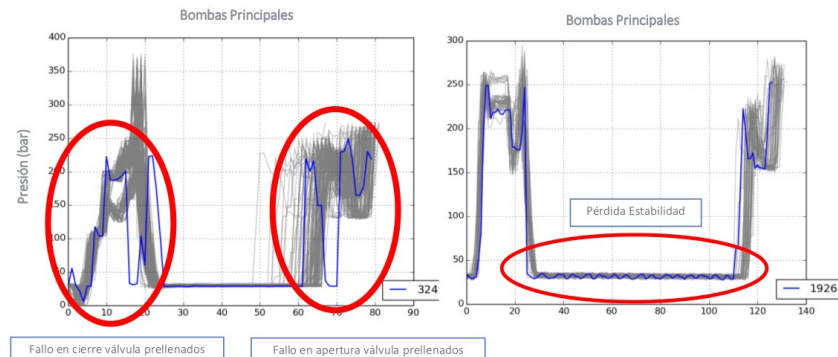 Bombas Principales
Presión (bar)
400
350
300
250
200
150
100
50
0
0 10 20 30 40 50 60 70 80 90
324
Fallo en cierre válvula prellenados
Fallo en apertura válvula prellenados
Bombas Principales
300
250
200
150
100
50
0
0 20 40 60 80 100 120 140
Pérdida Estabilidad
1926